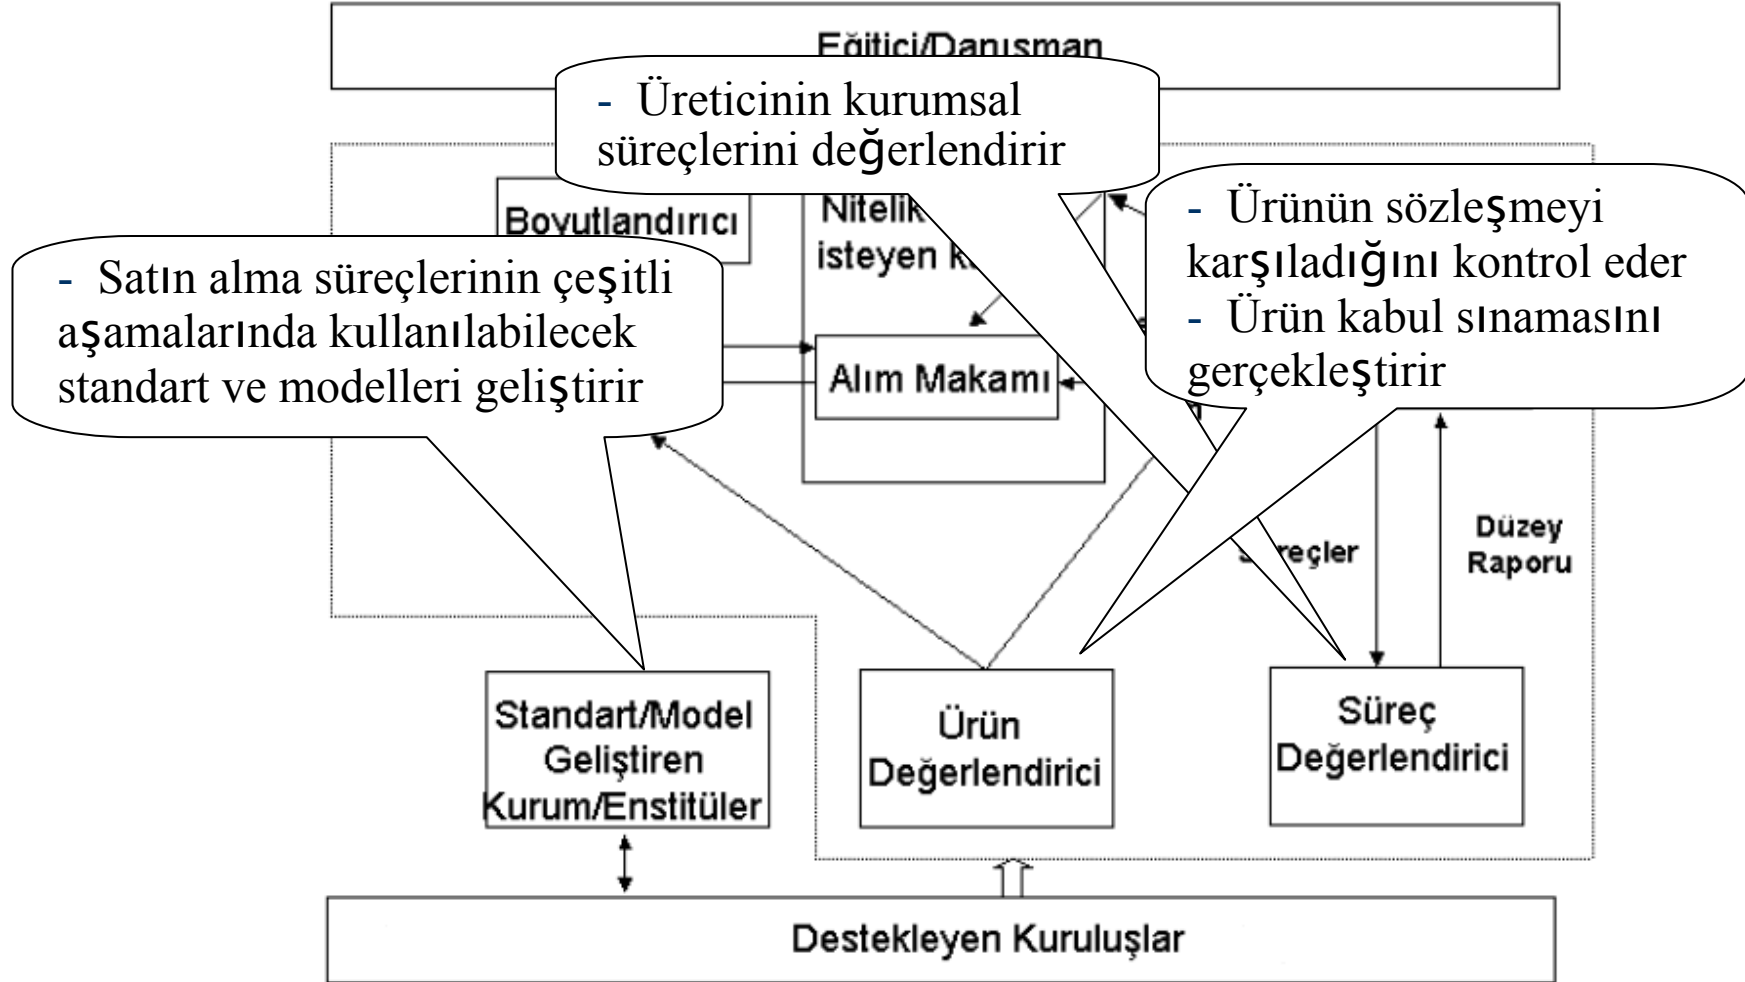 Eğitici/Danışman
- Üreticinin kurumsal
süreçlerini değerlendirir
Boyutlandırıcı
Nitelik
isteyen
- Ürünün sözleşmeyi
karşıladığını kontrol eder
- Ürün kabul sınamasını
gerçekleştirir
- Satın alma süreçlerinin çeşitli
aşamalarında kullanılabilecek
standart ve modelleri geliştirir
Alım Makamı
Düzey
Raporu
Standart/Model
Geliştiren
Kurum/Enstitüler
Ürün
Değerlendirici
Süreç
Değerlendirici
Destekleyen Kuruluşlar